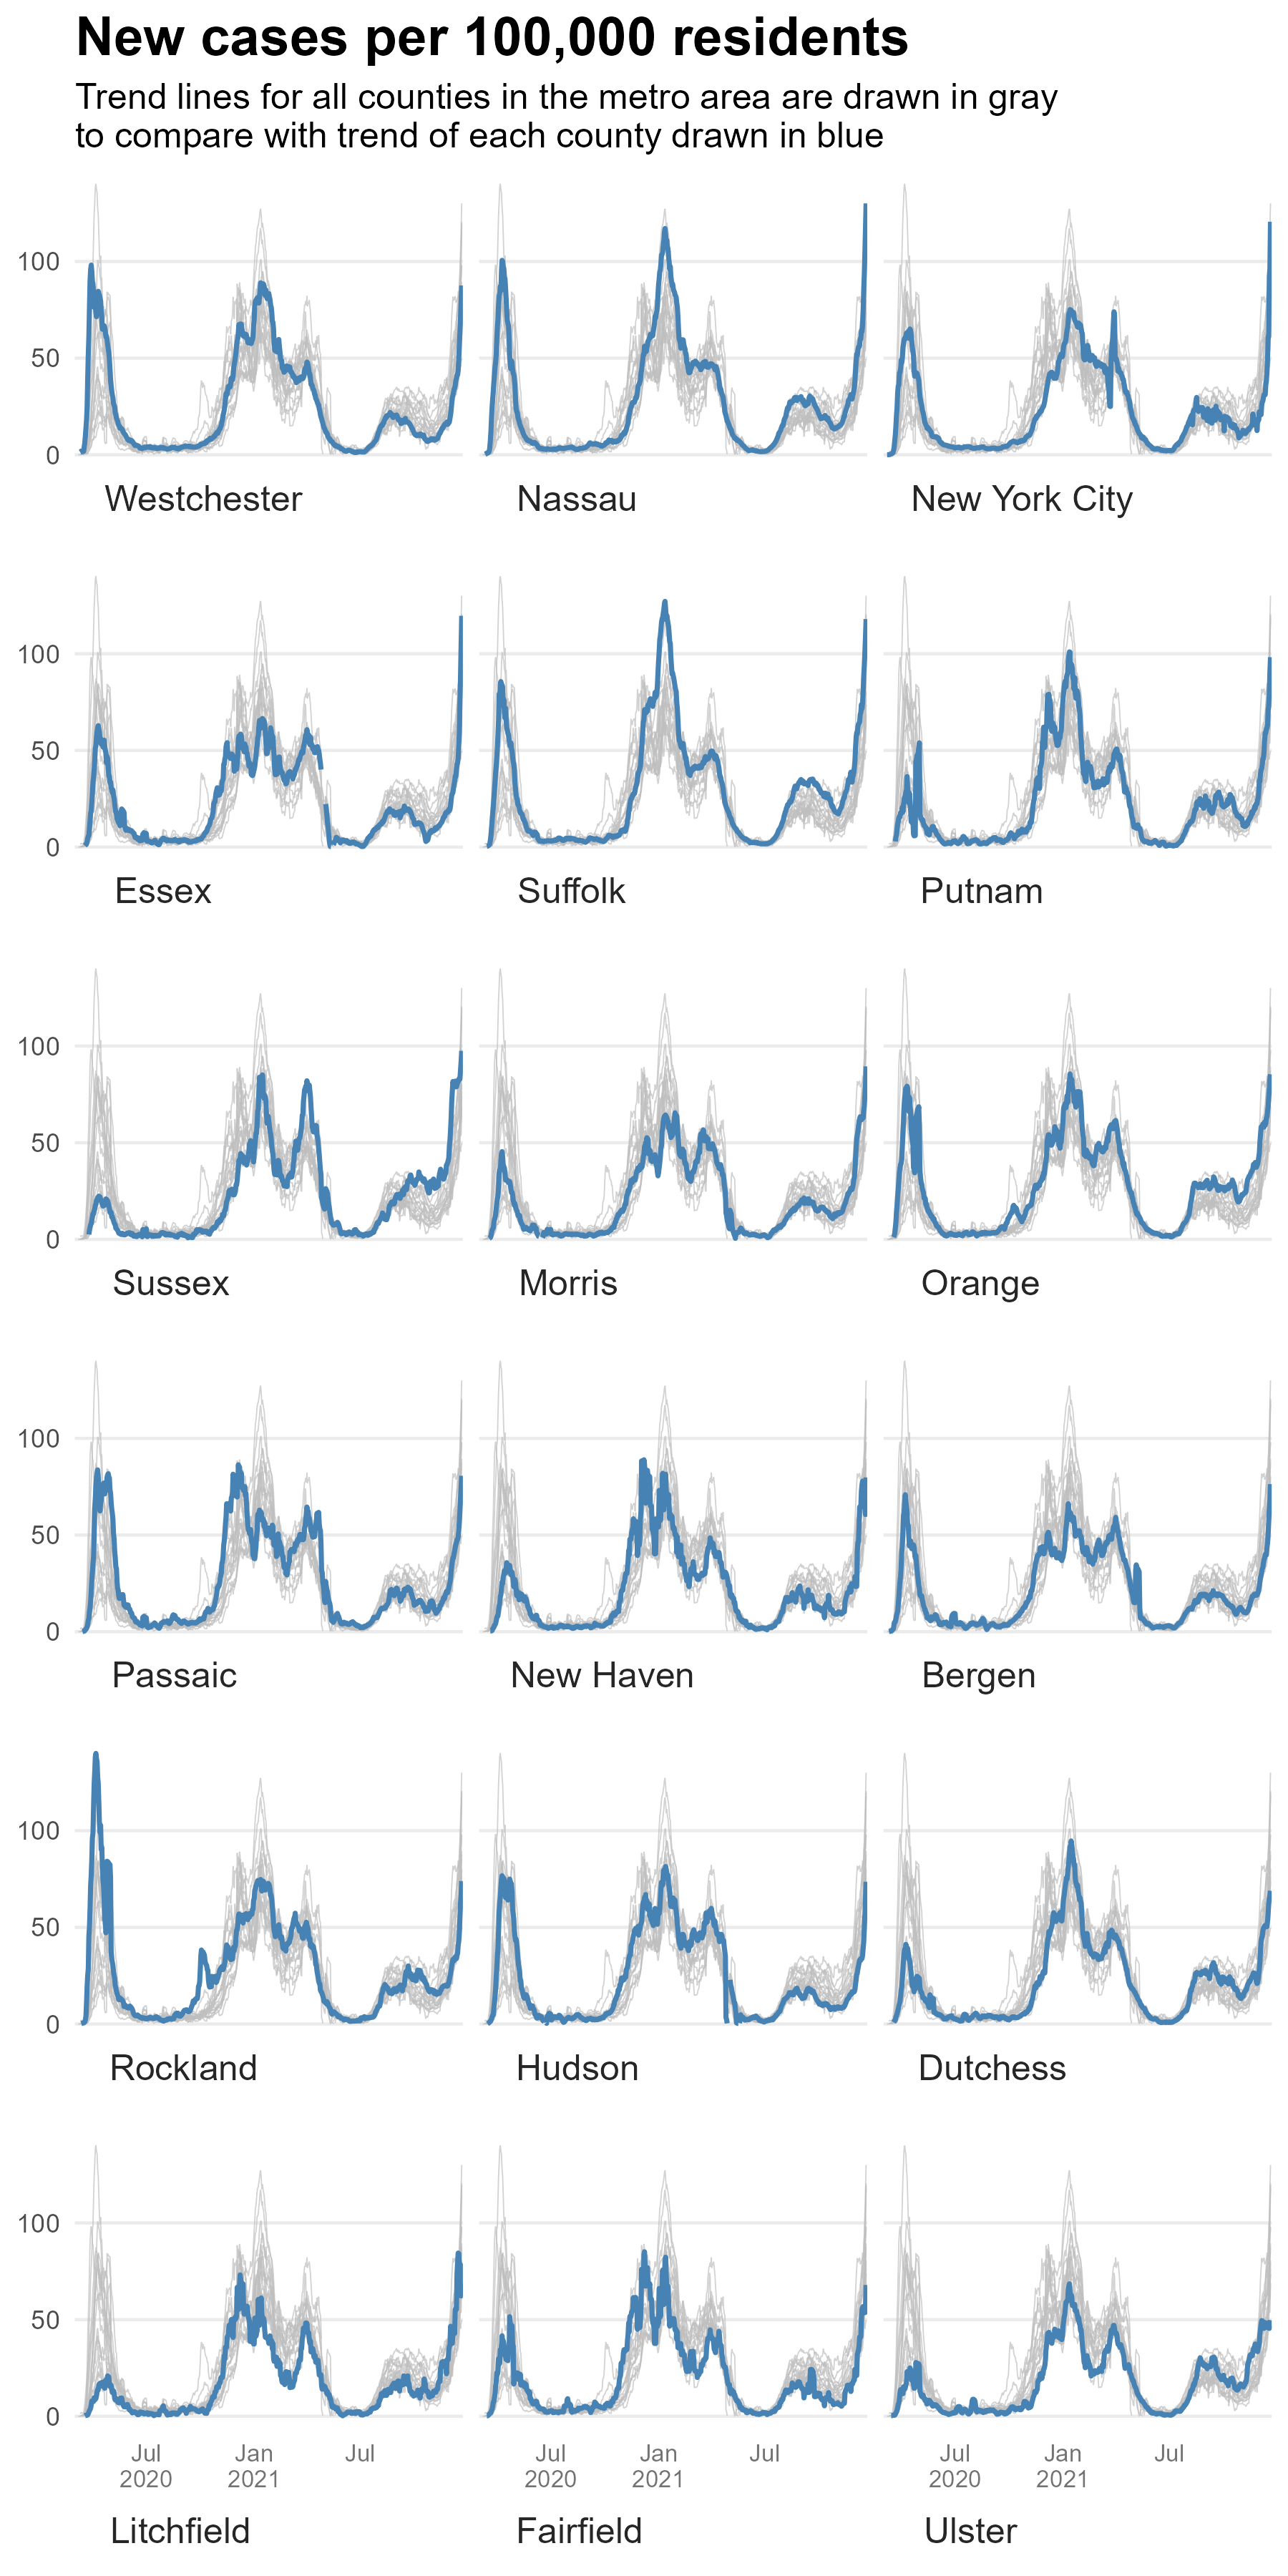 New cases per 100,000 residents
Trend lines for all counties in the metro area are drawn in gray
to compare with trend of each county drawn in blue
100
50
0
Westchester
Nassau
New York City
100
50
0
Essex
Suffolk
Putnam
100
50
0
Sussex
Morris
Orange
100
50
0
Passaic
New Haven
Bergen
100
50
0
Rockland
Hudson
Dutchess
100
50
0
Jul Jan Jul Jul Jan Jul Jul Jan Jul
2020 2021 2020 2021 2020 2021
Litchfield
Fairfield
Ulster